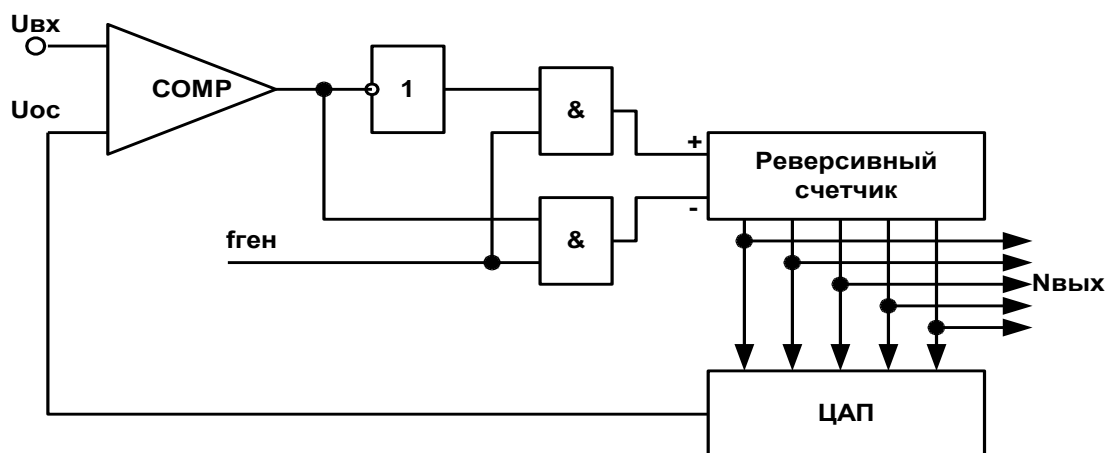 Uвх
COMP
1
Uос
&
+
Реверсивный
счетчик
-
&
fген
Nвых
ЦАП